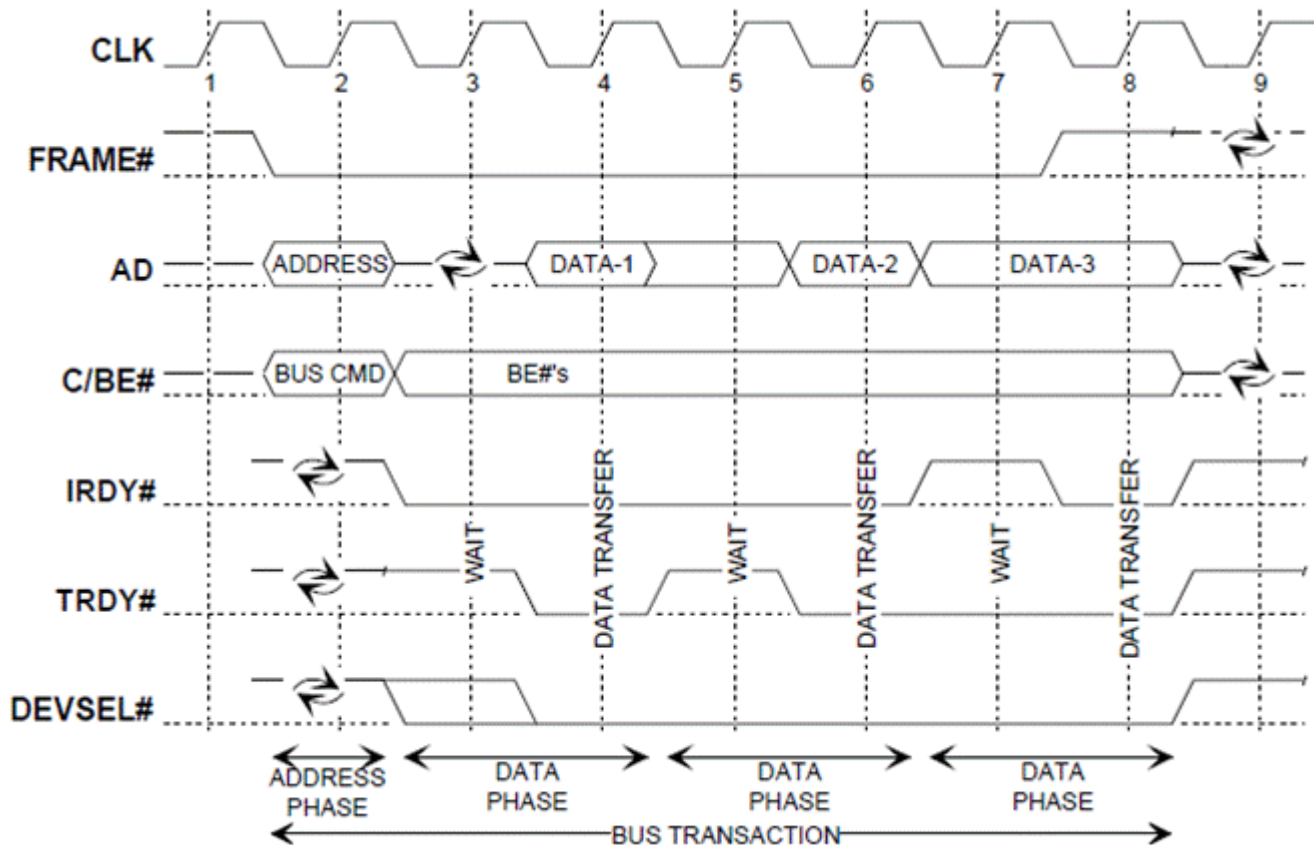 CLK
1 2 3 4 5 6 7 8 9
FRAME#
AD ADDRESS DATA-1 DATA-2 DATA-3
C/BE# BUS CMD BE#'s
IRDY#
WAIT DATA TRANSFER WAIT DATA TRANSFER WAIT DATA TRANSFER
TRDY#
DEVSEL#
ADDRESS DATA DATA DATA
PHASE PHASE PHASE PHASE
BUS TRANSACTION